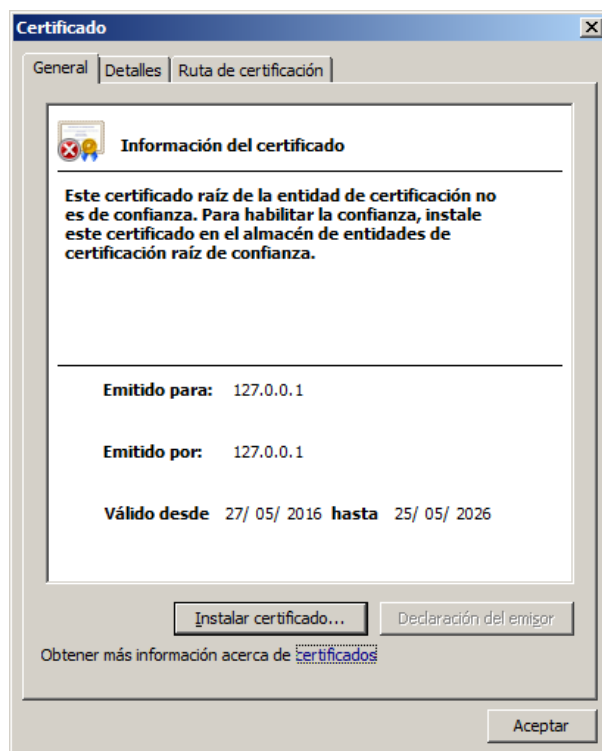 Certificado
General Detalles Ruta de certificación
Información del certificado
Este certificado raíz de la entidad de certificación no
es de confianza. Para habilitar la confianza, instale
este certificado en el almacén de entidades de
certificación raíz de confianza.
Emitido para: 127.0.0.1
Emitido por: 127.0.0.1
Válido desde 27/ 05/ 2016 hasta 25/ 05/ 2026
Instalar certificado... Declaración del emisor
Obtener más información acerca de certificados
Aceptar